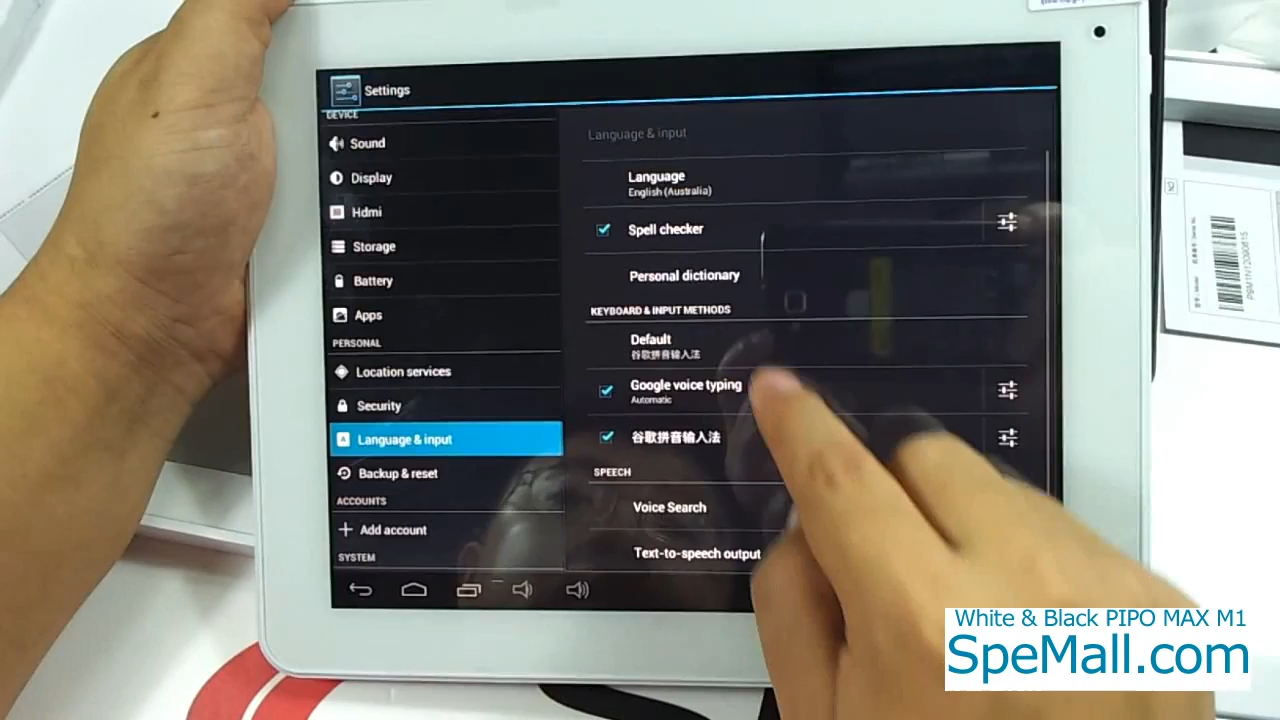 Settings
DEVICE
Sound
Display
Hdmi
Storage
Battery
Apps
PERSONAL
Location services
Security
Language & input
Backup & reset
ACCOUNTS
Add account
SYSTEM
Language & input
Language
English (Australia)
Spell checker
Personal dictionary
KEYBOARD & INPUT METHODS
Default
谷歌拼音输入法
Google voice typing
Automatic
谷歌拼音输入法
SPEECH
Voice Search
Text-to-speech output
White & Black PIPO MAX M1
SpeMall.com